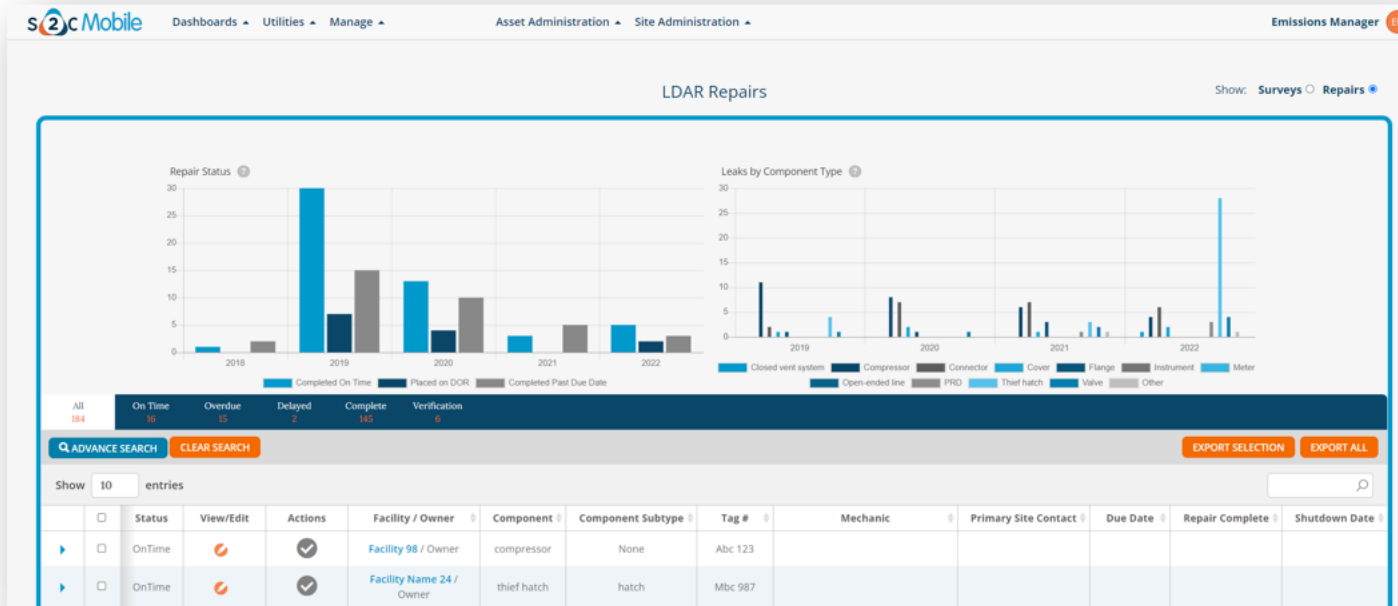 s2c Mobile Dashboards Utilities Manage Asset Administration Site Administration Emissions Manager
LDAR Repairs
Show: Surveys Repairs
Repair Status ?
30
25
20
15
10
5
0
2018 2019 2020 2021 2022
Completed On Time Placed on DOR Completed Past Due Date
Leaks by Component Type ?
30
25
20
15
10
5
0
2019 2020 2021 2022
Closed vent system Compressor Connector Cover Flange Instrument Meter
Open-ended line PRD Thief hatch Valve Other
All On Time Overdue Delayed Complete Verification
184 16 15 2 145 6
ADVANCE SEARCH CLEAR SEARCH EXPORT SELECTION EXPORT ALL
Show 10 entries
Status View/Edit Actions Facility / Owner Component Component Subtype Tag # Mechanic Primary Site Contact Due Date Repair Complete Shutdown Date
OnTime Facility 98 / Owner compressor None Abc 123
OnTime Facility Name 24 / Owner thief hatch hatch Mbc 987